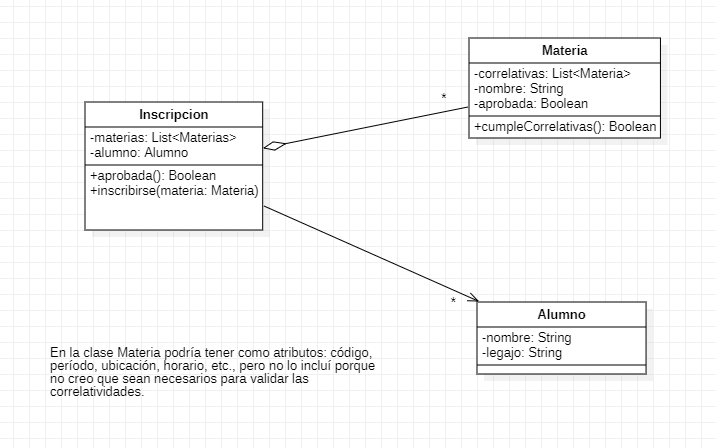 Materia
-correlativas: List<Materia>
-nombre: String
-aprobada: Boolean
+cumpleCorrelativas(): Boolean
*
Inscripcion
-materias: List<Materias>
-alumno: Alumno
+aprobada(): Boolean
+inscribirse(materia: Materia)
*
Alumno
-nombre: String
-legajo: String
En la clase Materia podría tener como atributos: código,
período, ubicación, horario, etc., pero no lo incluí porque
no creo que sean necesarios para validar las
correlatividades.